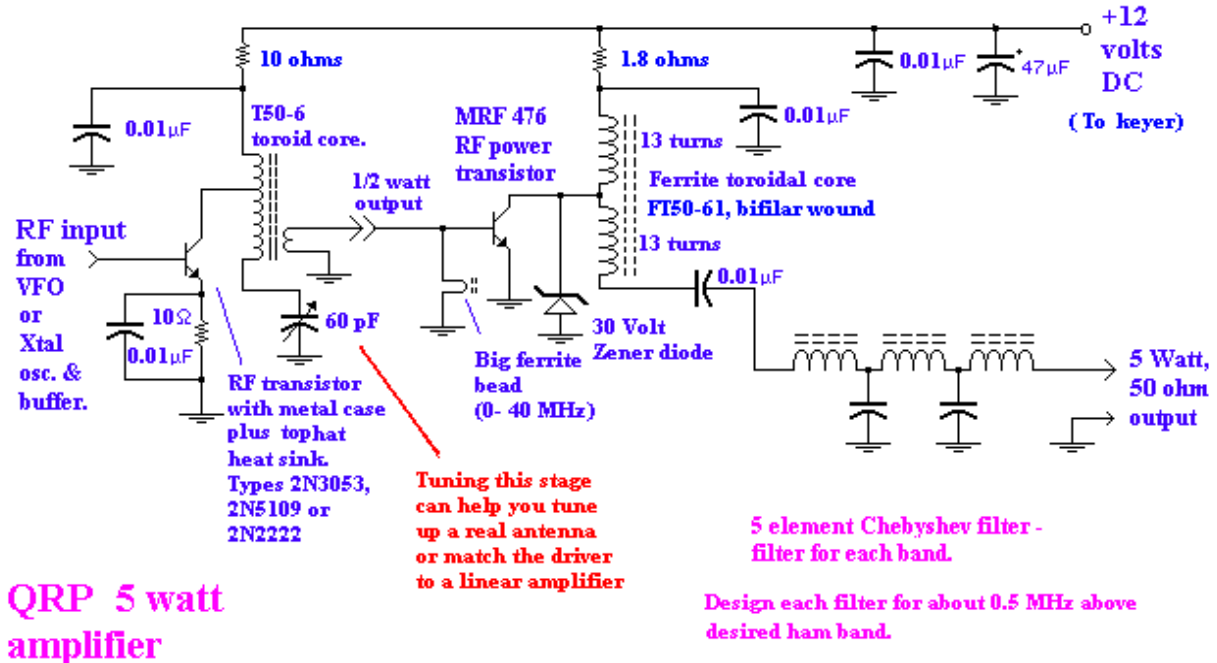 +12
volts
DC
( To keyer)
10 ohms
1.8 ohms
0.01µF
47µF
+
0.01µF
T50-6
toroid core.
MRF 476
RF power
transistor
0.01µF
13 turns
Ferrite toroidal core
FT50-61, bifilar wound
13 turns
1/2 watt
output
RF input
from
VFO
or
Xtal
osc. &
buffer.
10Ω
0.01µF
60 pF
0.01µF
30 Volt
Zener diode
Big ferrite
bead
(0- 40 MHz)
RF transistor
with metal case
plus tophat
heat sink.
Types 2N3053,
2N5109 or
2N2222
5 Watt,
50 ohm
output
Tuning this stage
can help you tune
up a real antenna
or match the driver
to a linear amplifier
5 element Chebyshev filter -
filter for each band.
Design each filter for about 0.5 MHz above
desired ham band.
QRP 5 watt
amplifier